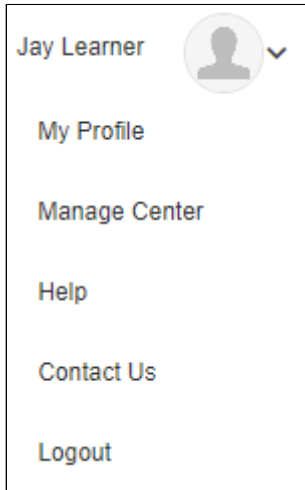 Jay Learner
My Profile
Manage Center
Help
Contact Us
Logout